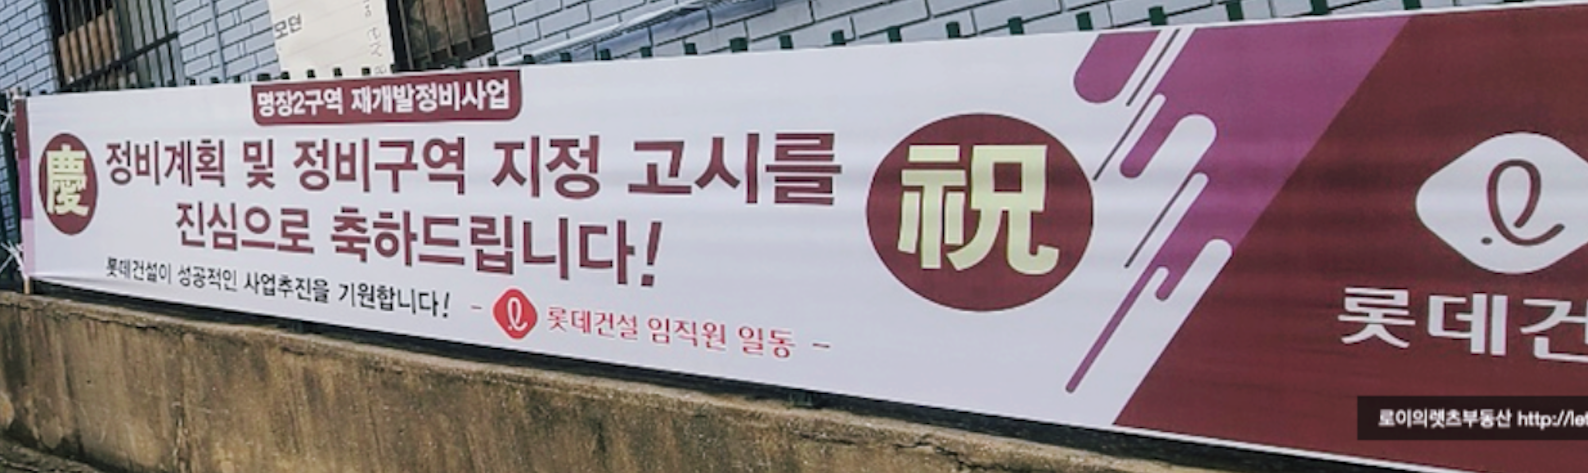 모던
명장2구역 재개발정비사업
慶
정비계획 및 정비구역 지정 고시를
진심으로 축하드립니다!
祝
롯데건설이 성공적인 사업추진을 기원합니다!
- 롯데건설 임직원 일동 -
롯데건
로이의렛츠부동산 http://le